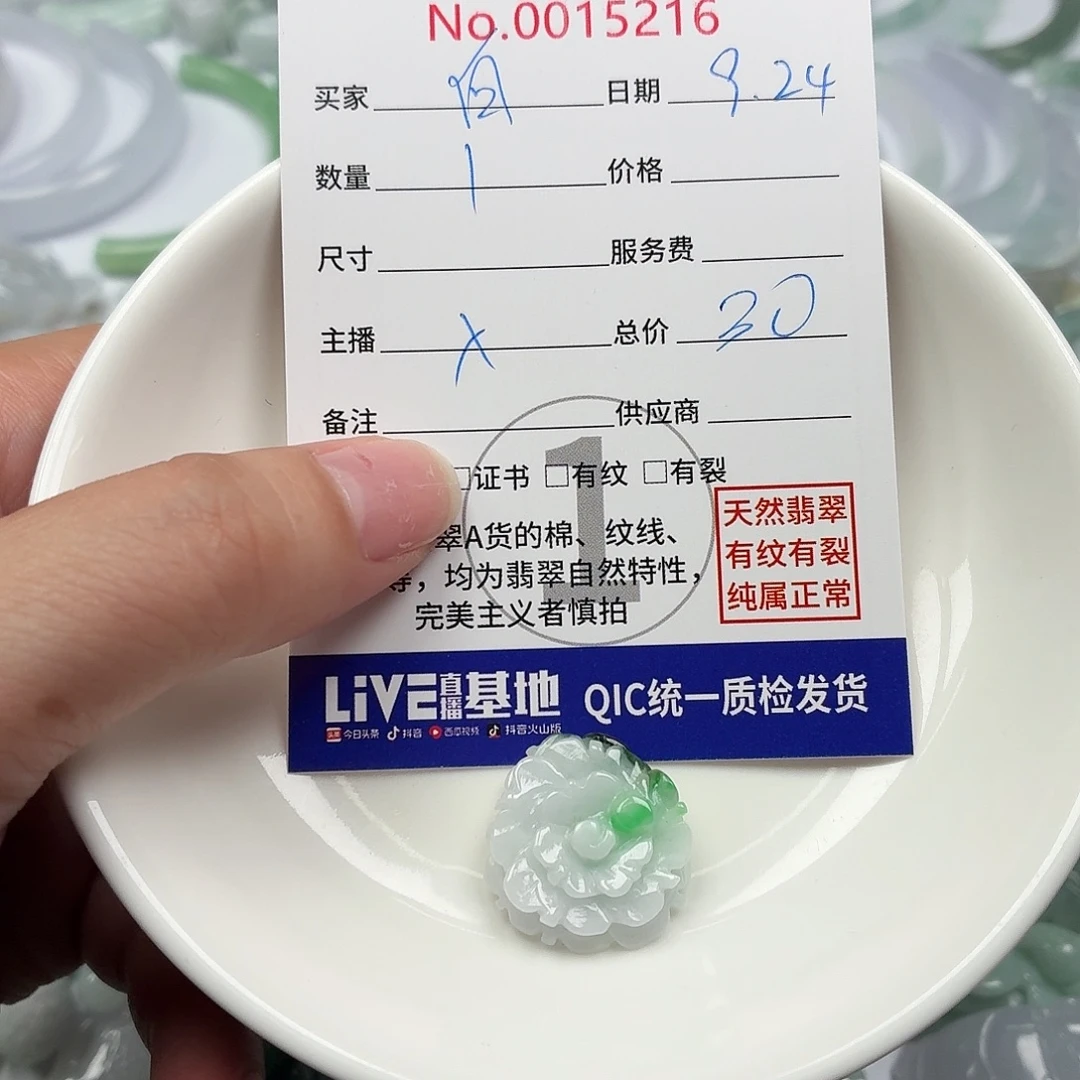 No.0015216
买家 日期 9.24
数量 1 价格
尺寸 服务费
主播 X 总价 30
备注 供应商
□证书 □有纹 □有裂
翠A货的棉、纹线、
等，均为翡翠自然特性，
完美主义者慎拍
1
天然翡翠
有纹有裂
纯属正常
LiVE直播基地 QIC统一质检发货
今日头条 抖音 西瓜视频 抖音火山版